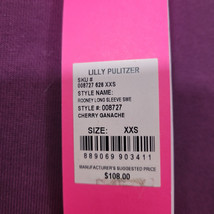 LILLY PULITZER
SKU #
008727 628 XXS
STYLE NAME:
ROONEY LONG SLEEVE SWE
STYLE #: 008727
CHERRY GANACHE
SIZE: XXS
889069 903411
MANUFACTURER'S SUGGESTED PRICE
$108.00